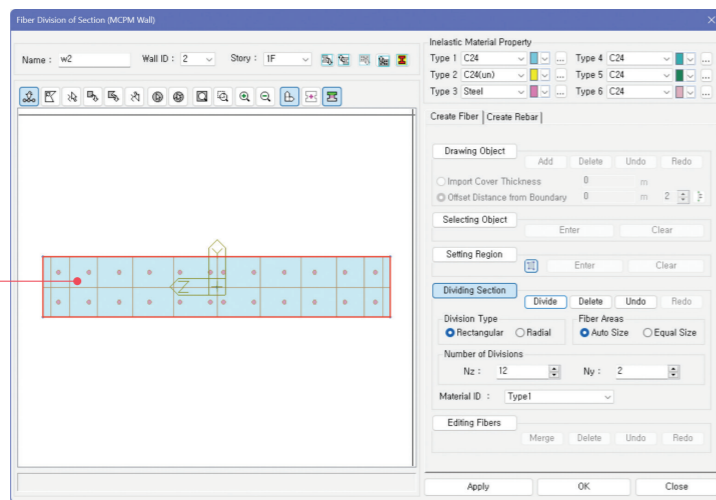 Fiber Division of Section (MCPM Wall)
Name : w2 Wall ID : 2 Story : 1F
Inelastic Material Property
Type 1 C24 ... Type 4 C24 ...
Type 2 C24(un) ... Type 5 C24 ...
Type 3 Steel ... Type 6 C24 ...
Create Fiber Create Rebar
Drawing Object
Add Delete Undo Redo
Import Cover Thickness 0 m
Offset Distance from Boundary 0 m 2
Selecting Object
Enter Clear
Setting Region
Enter Clear
Dividing Section
Divide Delete Undo Redo
Division Type Fiber Areas
Rectangular Radial Auto Size Equal Size
Number of Divisions
Nz : 12 Ny : 2
Material ID : Type1
Editing Fibers
Merge Delete Undo Redo
Apply OK Close
Y
Z